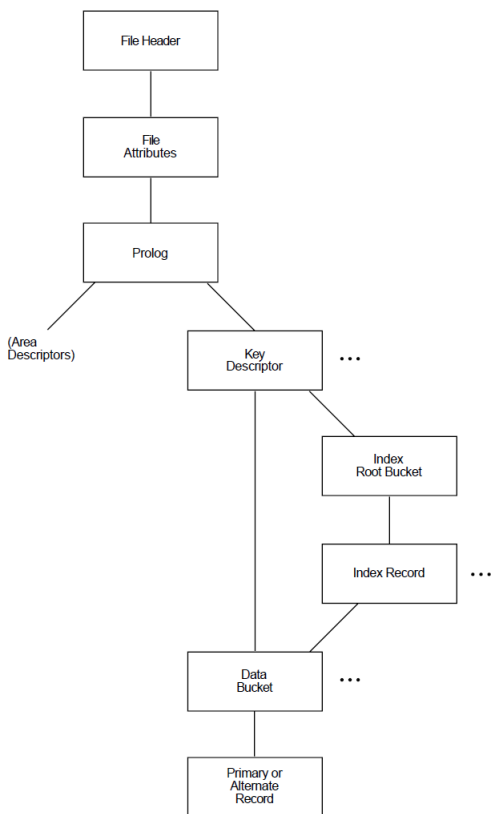 File Header
File
Attributes
Prolog
(Area
Descriptors)
Key
Descriptor
...
Index
Root Bucket
Index Record
...
Data
Bucket
...
Primary or
Alternate
Record